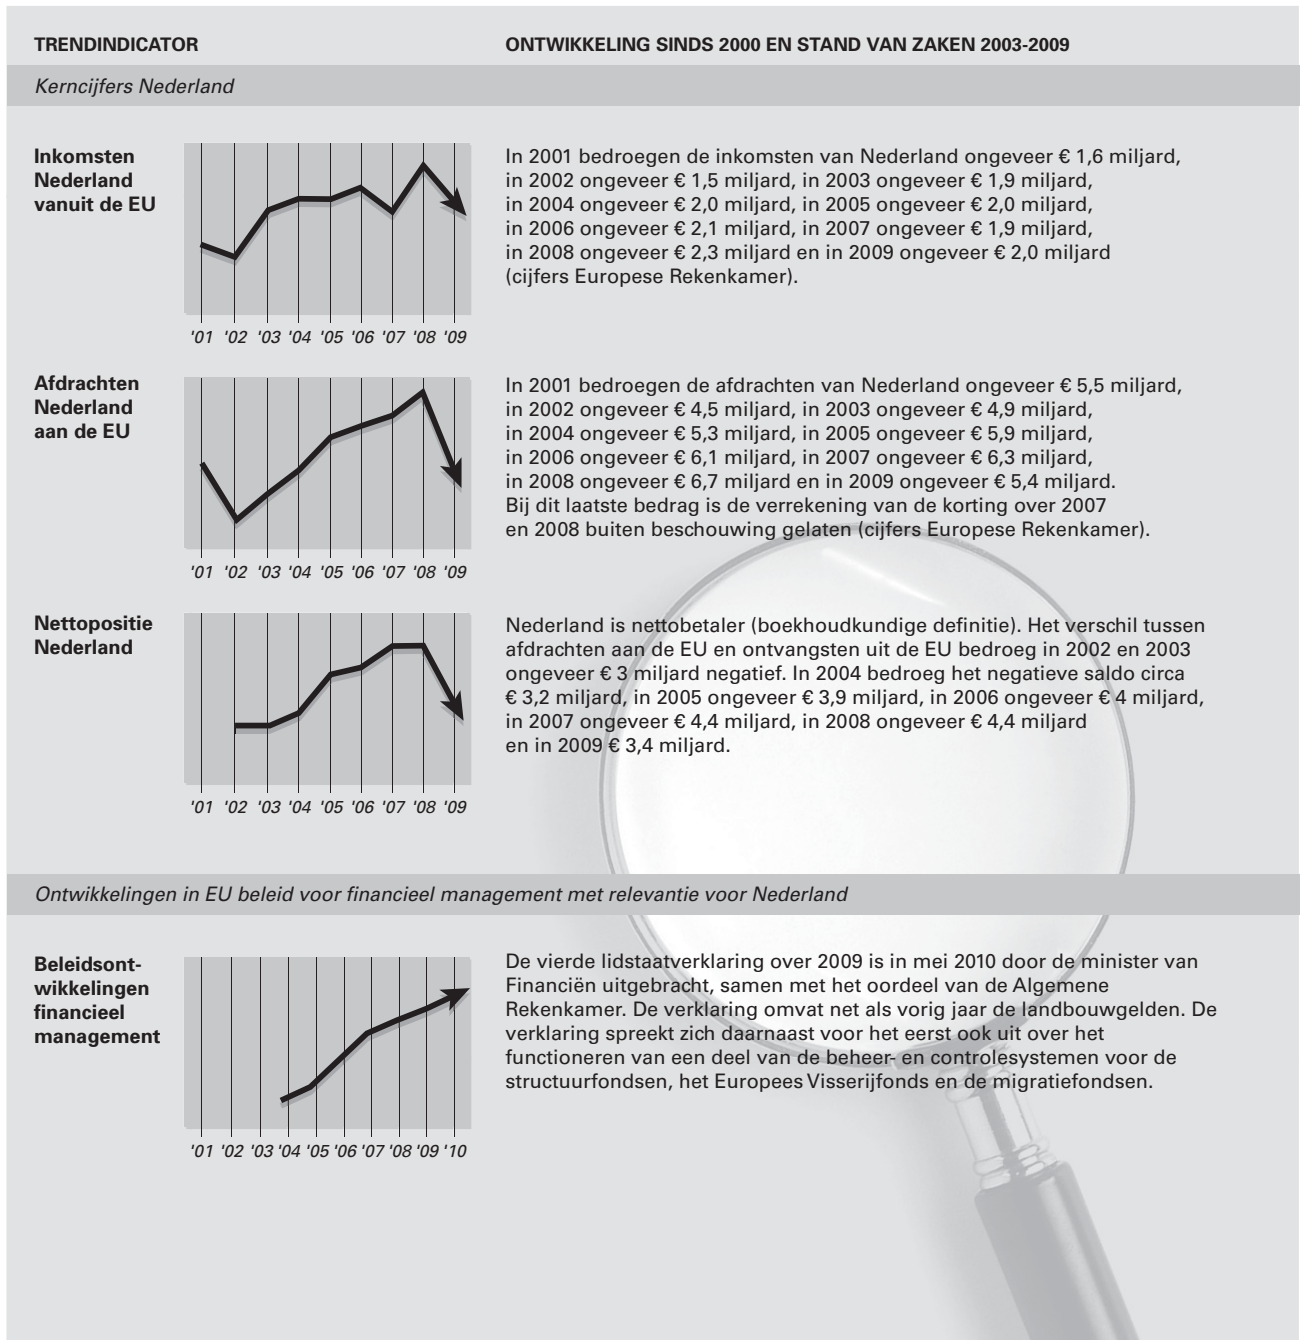 TRENDINDICATOR
ONTWIKKELING SINDS 2000 EN STAND VAN ZAKEN 2003-2009
Kerncijfers Nederland
Inkomsten
Nederland
vanuit de EU
'01 '02 '03 '04 '05 '06 '07 '08 '09
In 2001 bedroegen de inkomsten van Nederland ongeveer € 1,6 miljard,
in 2002 ongeveer € 1,5 miljard, in 2003 ongeveer € 1,9 miljard,
in 2004 ongeveer € 2,0 miljard, in 2005 ongeveer € 2,0 miljard,
in 2006 ongeveer € 2,1 miljard, in 2007 ongeveer € 1,9 miljard,
in 2008 ongeveer € 2,3 miljard en in 2009 ongeveer € 2,0 miljard
(cijfers Europese Rekenkamer).
Afdrachten
Nederland
aan de EU
'01 '02 '03 '04 '05 '06 '07 '08 '09
In 2001 bedroegen de afdrachten van Nederland ongeveer € 5,5 miljard,
in 2002 ongeveer € 4,5 miljard, in 2003 ongeveer € 4,9 miljard,
in 2004 ongeveer € 5,3 miljard, in 2005 ongeveer € 5,9 miljard,
in 2006 ongeveer € 6,1 miljard, in 2007 ongeveer € 6,3 miljard,
in 2008 ongeveer € 6,7 miljard en in 2009 ongeveer € 5,4 miljard.
Bij dit laatste bedrag is de verrekening van de korting over 2007
en 2008 buiten beschouwing gelaten (cijfers Europese Rekenkamer).
Nettopositie
Nederland
'01 '02 '03 '04 '05 '06 '07 '08 '09
Nederland is nettobetaler (boekhoudkundige definitie). Het verschil tussen
afdrachten aan de EU en ontvangsten uit de EU bedroeg in 2002 en 2003
ongeveer € 3 miljard negatief. In 2004 bedroeg het negatieve saldo circa
€ 3,2 miljard, in 2005 ongeveer € 3,9 miljard, in 2006 ongeveer € 4 miljard,
in 2007 ongeveer € 4,4 miljard, in 2008 ongeveer € 4,4 miljard
en in 2009 € 3,4 miljard.
Ontwikkelingen in EU beleid voor financieel management met relevantie voor Nederland
Beleidsont-
wikkelingen
financieel
management
'01 '02 '03 '04 '05 '06 '07 '08 '09 '10
De vierde lidstaatverklaring over 2009 is in mei 2010 door de minister van
Financiën uitgebracht, samen met het oordeel van de Algemene
Rekenkamer. De verklaring omvat net als vorig jaar de landbouwgelden. De
verklaring spreekt zich daarnaast voor het eerst ook uit over het
functioneren van een deel van de beheer- en controlesystemen voor de
structuurfondsen, het Europees Visserijfonds en de migratiefondsen.